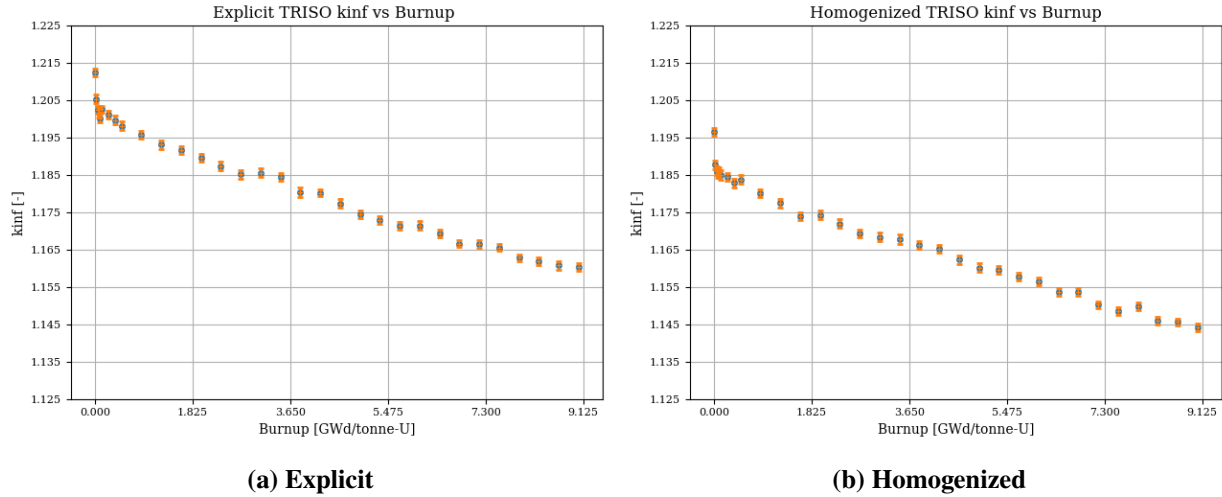 Explicit TRISO kinf vs Burnup
1.225
1.215
1.205
1.195
1.185
1.175
1.165
1.155
1.145
1.135
1.125
kinf [-]
0.000 1.825 3.650 5.475 7.300 9.125
Burnup [GWd/tonne-U]
(a) Explicit
Homogenized TRISO kinf vs Burnup
1.225
1.215
1.205
1.195
1.185
1.175
1.165
1.155
1.145
1.135
1.125
kinf [-]
0.000 1.825 3.650 5.475 7.300 9.125
Burnup [GWd/tonne-U]
(b) Homogenized